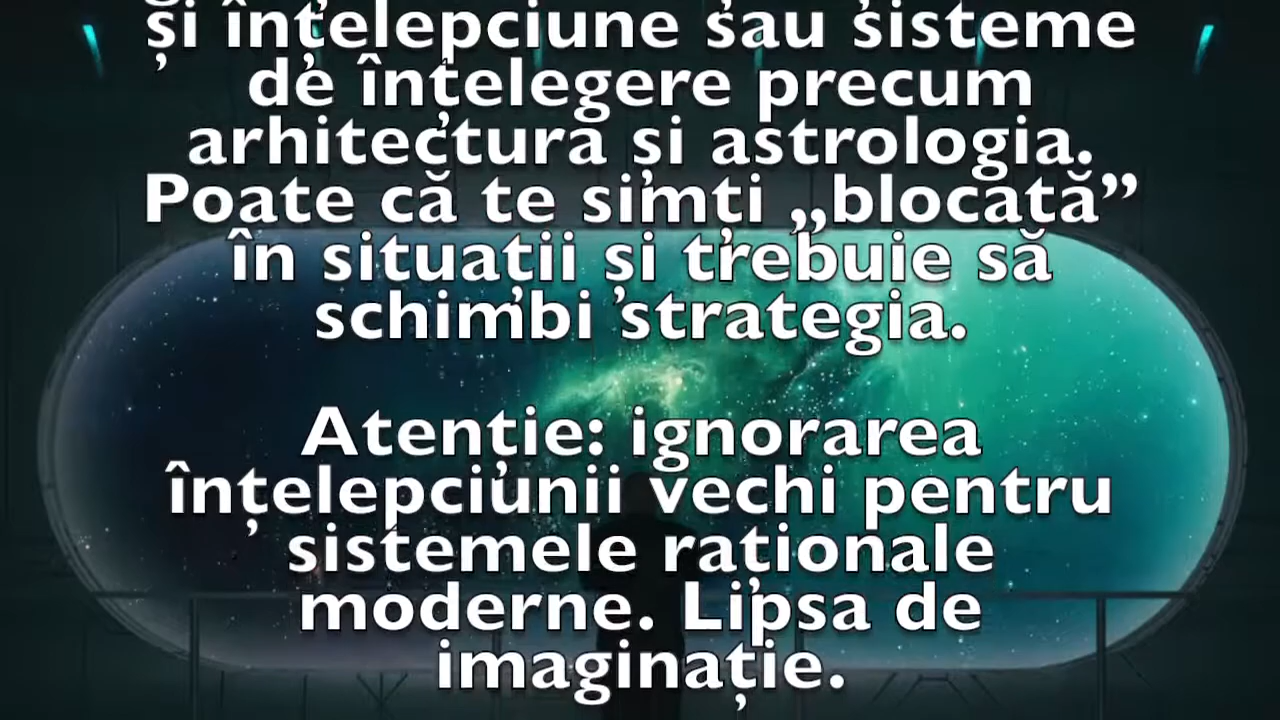 și înțelepciune sau sisteme
de înțelegere precum
arhitectura și astrologia.
Poate că te simți „blocată”
în situații și trebuie să
schimbi strategia.
Atenție: ignorarea
înțelepciunii vechi pentru
sistemele raționale
moderne. Lipsa de
imaginație.